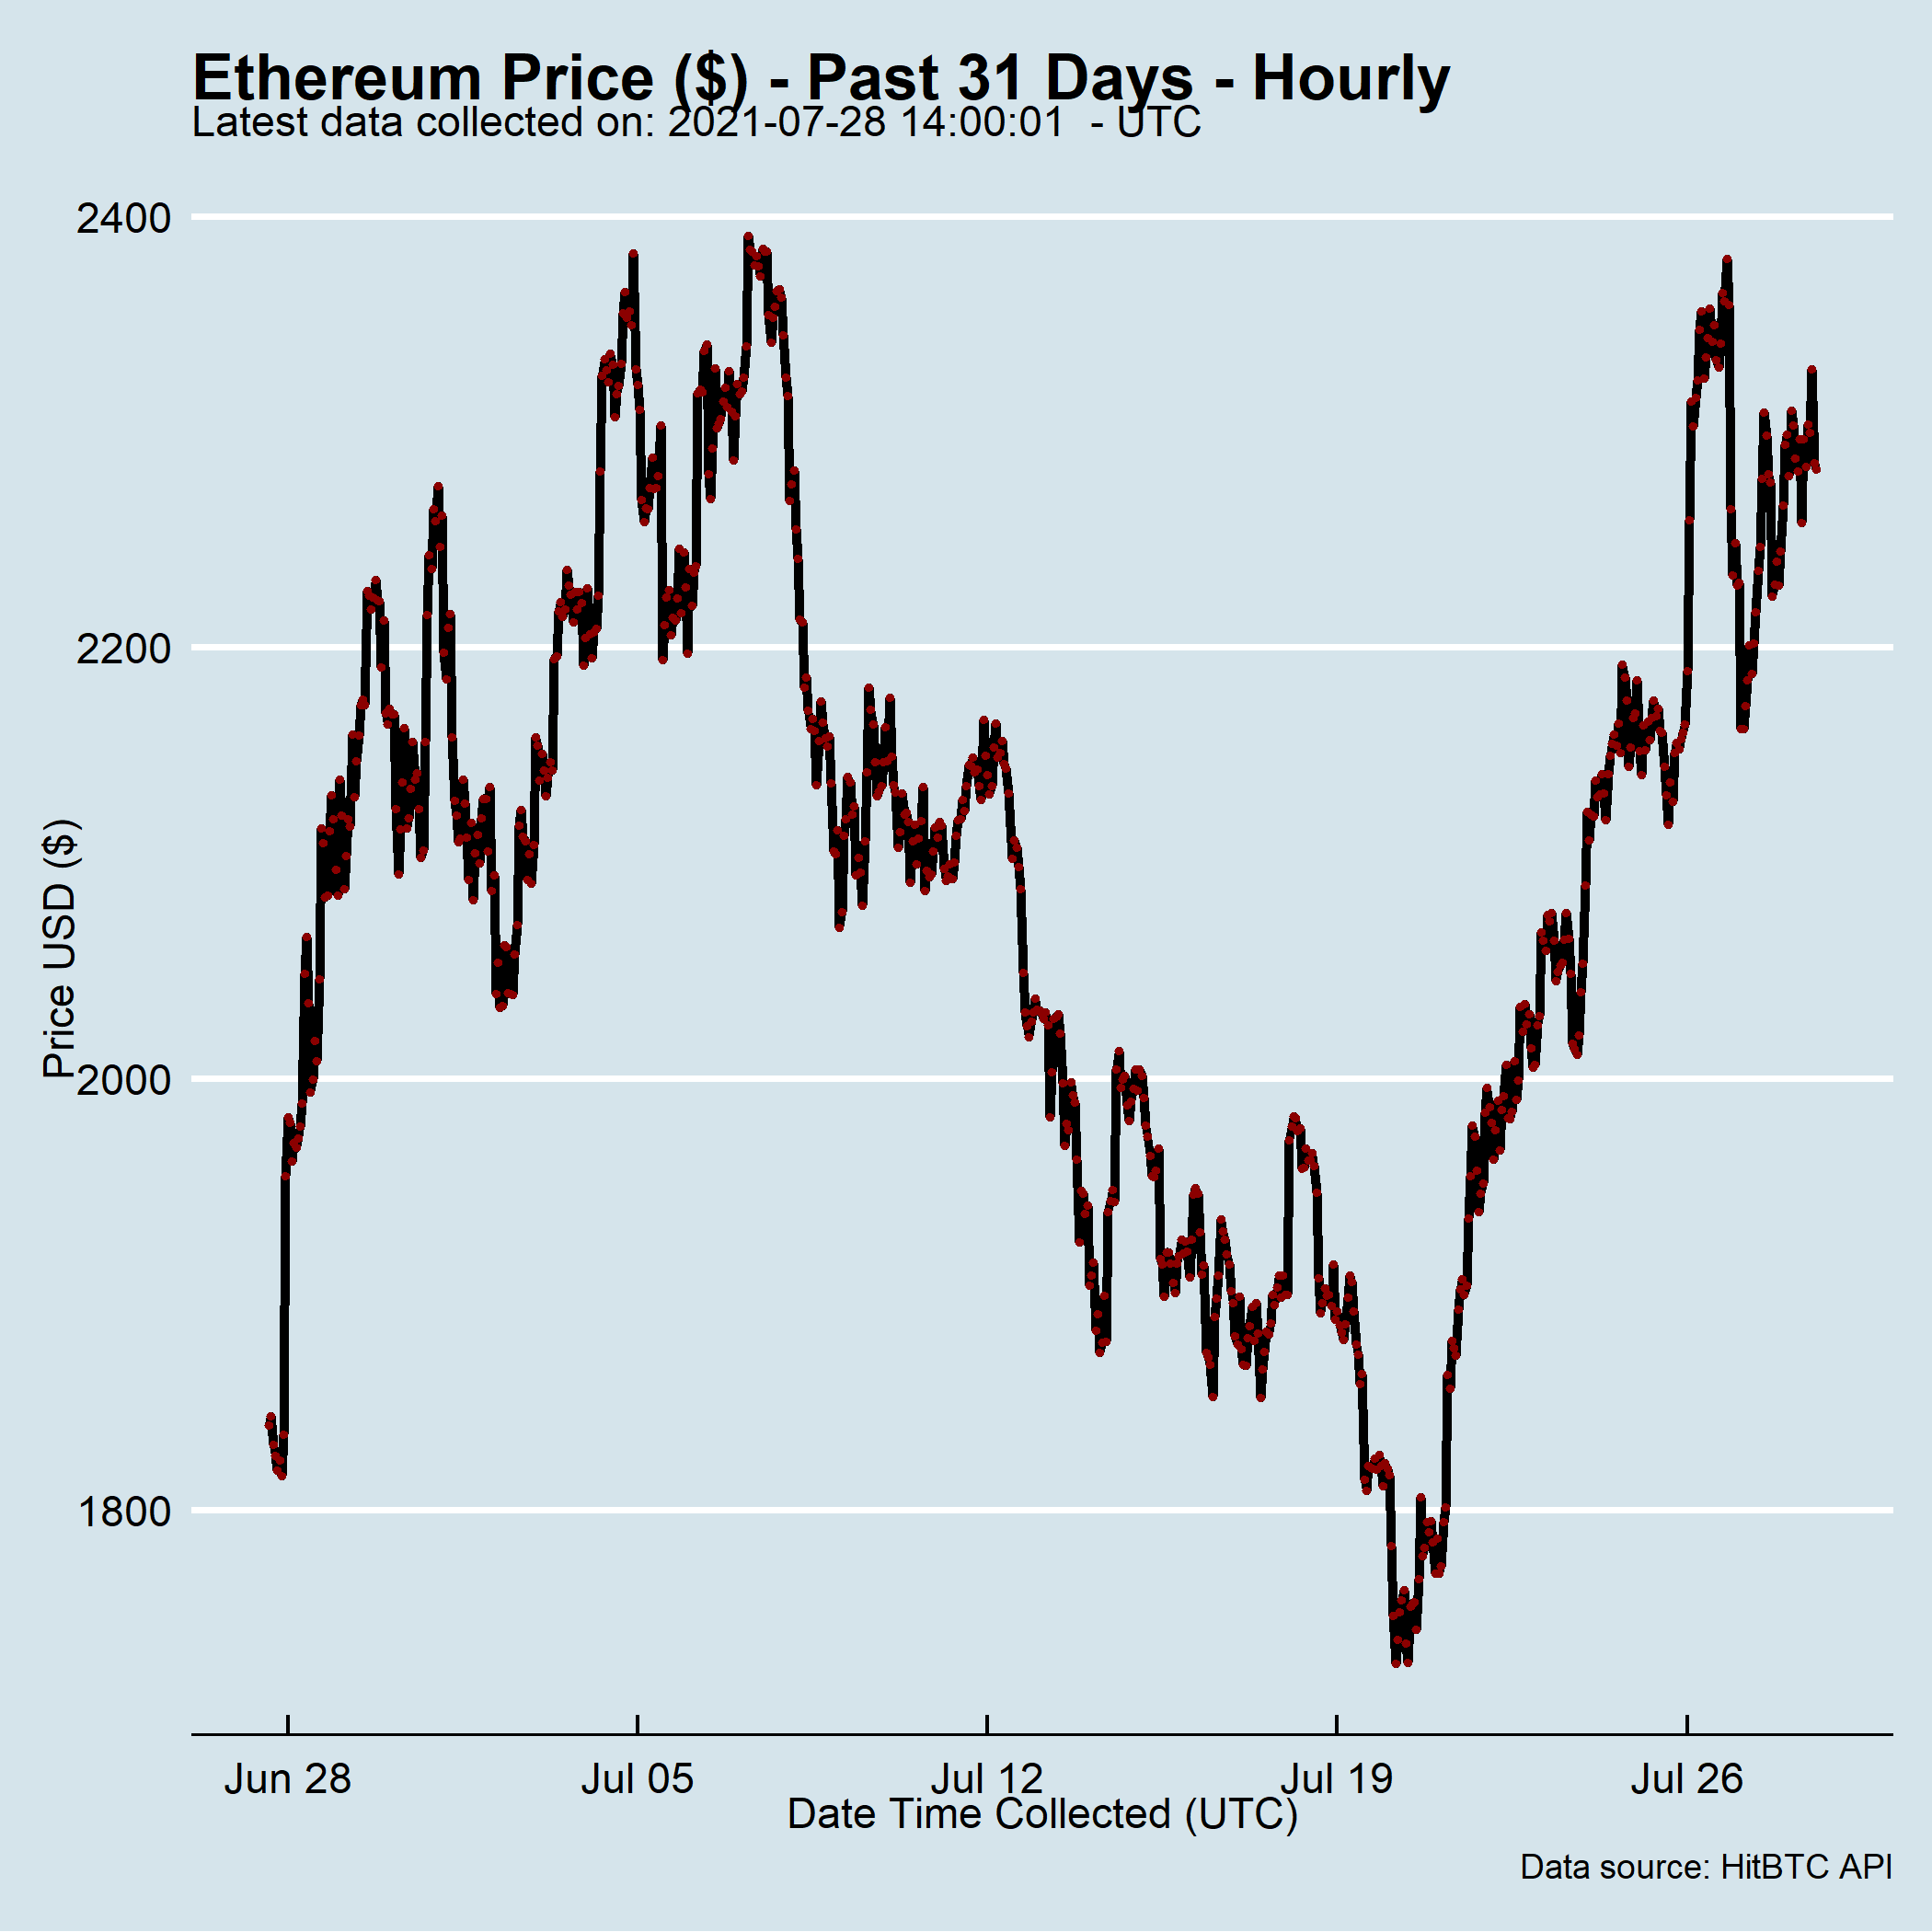 Ethereum Price ($) - Past 31 Days - Hourly
Latest data collected on: 2021-07-28 14:00:01  - UTC
2400
2200
2000
1800
Price USD ($)
Jun 28
Jul 05
Jul 12
Jul 19
Jul 26
Date Time Collected (UTC)
Data source: HitBTC API